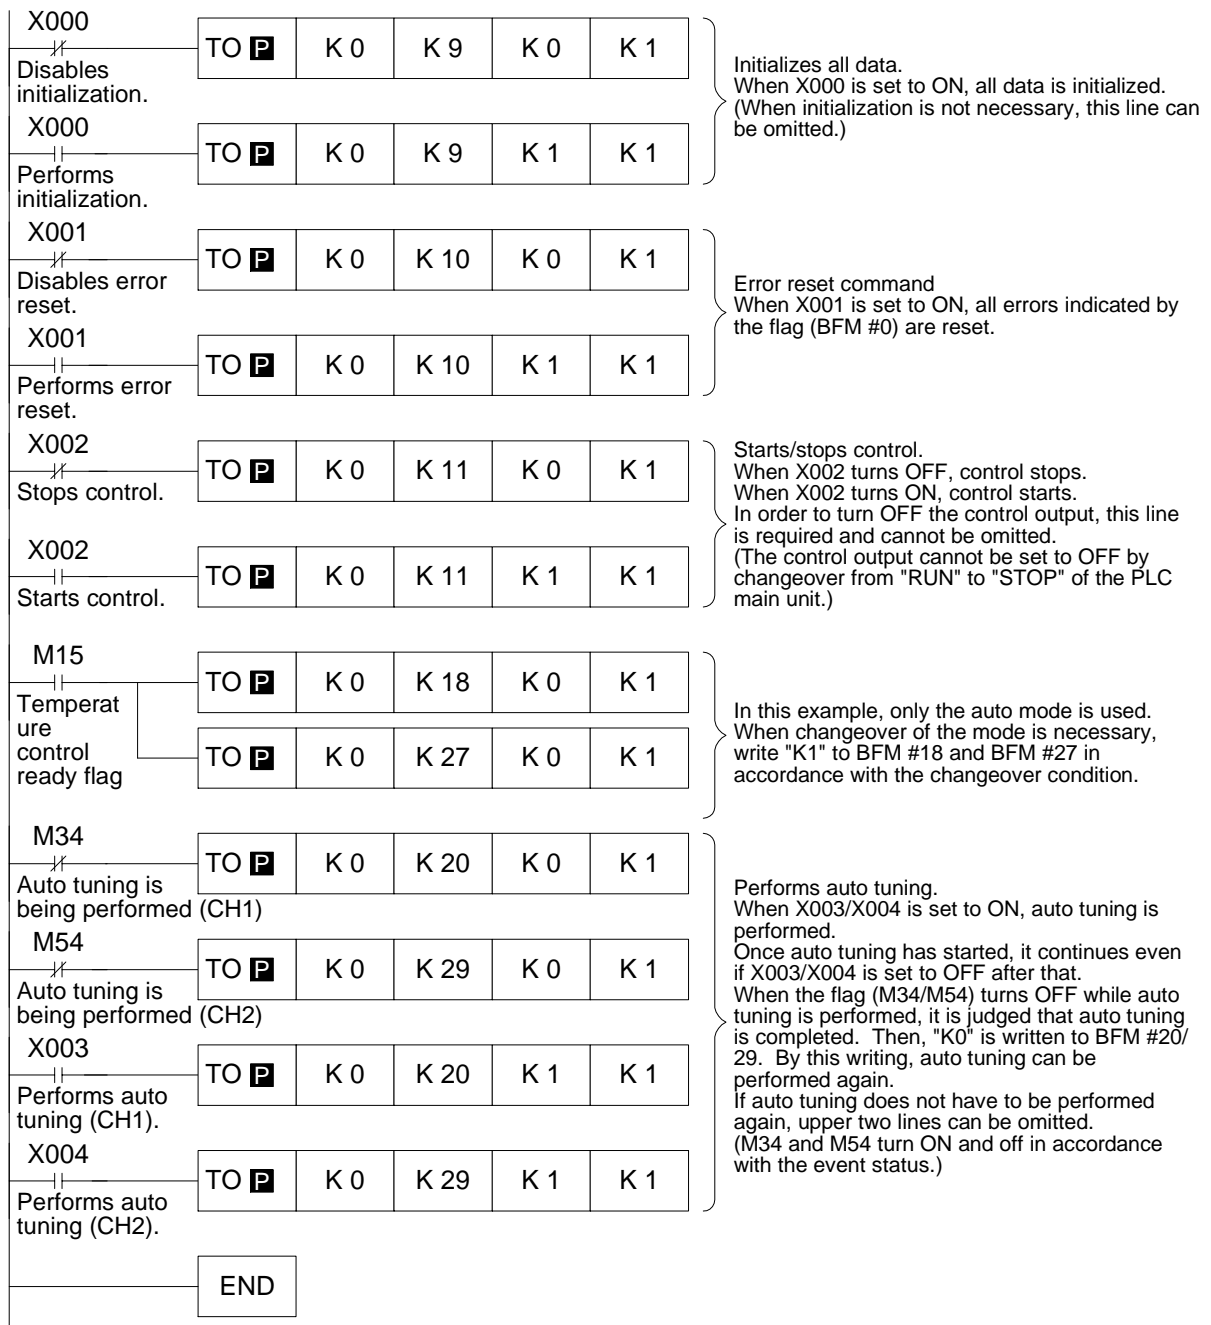 X000
TO P K 0 K 9 K 0 K 1
Disables
initialization.
X000
TO P K 0 K 9 K 1 K 1
Performs
initialization.
Initializes all data.
When X000 is set to ON, all data is initialized.
(When initialization is not necessary, this line can
be omitted.)
X001
TO P K 0 K 10 K 0 K 1
Disables error
reset.
X001
TO P K 0 K 10 K 1 K 1
Performs error
reset.
Error reset command
When X001 is set to ON, all errors indicated by
the flag (BFM #0) are reset.
X002
TO P K 0 K 11 K 0 K 1
Stops control.
X002
TO P K 0 K 11 K 1 K 1
Starts control.
Starts/stops control.
When X002 turns OFF, control stops.
When X002 turns ON, control starts.
In order to turn OFF the control output, this line
is required and cannot be omitted.
(The control output cannot be set to OFF by
changeover from "RUN" to "STOP" of the PLC
main unit.)
M15
TO P K 0 K 18 K 0 K 1
Temperat
ure
control
ready flag
TO P K 0 K 27 K 0 K 1
In this example, only the auto mode is used.
When changeover of the mode is necessary,
write "K1" to BFM #18 and BFM #27 in
accordance with the changeover condition.
M34
TO P K 0 K 20 K 0 K 1
Auto tuning is
being performed (CH1)
M54
TO P K 0 K 29 K 0 K 1
Auto tuning is
being performed (CH2)
X003
TO P K 0 K 20 K 1 K 1
Performs auto
tuning (CH1).
X004
TO P K 0 K 29 K 1 K 1
Performs auto
tuning (CH2).
Performs auto tuning.
When X003/X004 is set to ON, auto tuning is
performed.
Once auto tuning has started, it continues even
if X003/X004 is set to OFF after that.
When the flag (M34/M54) turns OFF while auto
tuning is performed, it is judged that auto tuning
is completed. Then, "K0" is written to BFM #20/
29. By this writing, auto tuning can be
performed again.
If auto tuning does not have to be performed
again, upper two lines can be omitted.
(M34 and M54 turn ON and off in accordance
with the event status.)
END